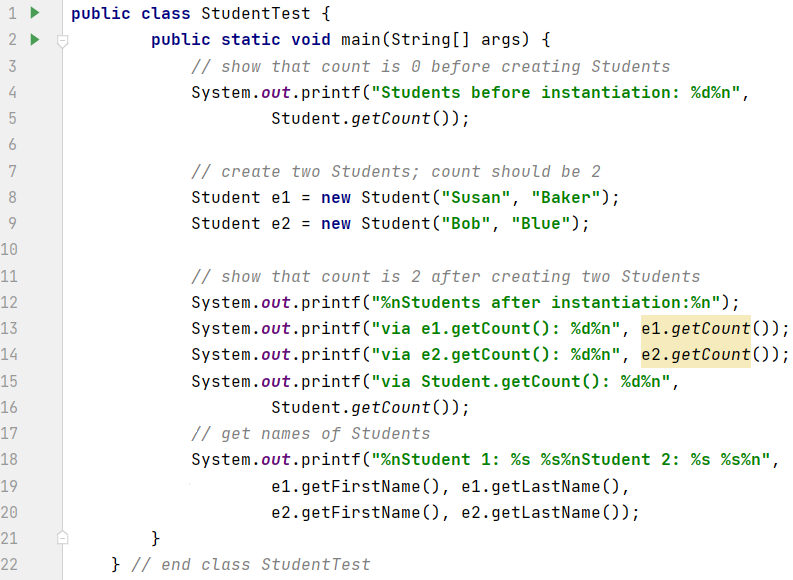 1 public class StudentTest {
2 public static void main(String[] args) {
3 // show that count is 0 before creating Students
4 System.out.printf("Students before instantiation: %d%n",
5 Student.getCount());
6
7 // create two Students; count should be 2
8 Student e1 = new Student("Susan", "Baker");
9 Student e2 = new Student("Bob", "Blue");
10
11 // show that count is 2 after creating two Students
12 System.out.printf("%nStudents after instantiation:%n");
13 System.out.printf("via e1.getCount(): %d%n", e1.getCount());
14 System.out.printf("via e2.getCount(): %d%n", e2.getCount());
15 System.out.printf("via Student.getCount(): %d%n",
16 Student.getCount());
17 // get names of Students
18 System.out.printf("%nStudent 1: %s %s%nStudent 2: %s %s%n",
19 e1.getFirstName(), e1.getLastName(),
20 e2.getFirstName(), e2.getLastName());
21 }
22 } // end class StudentTest